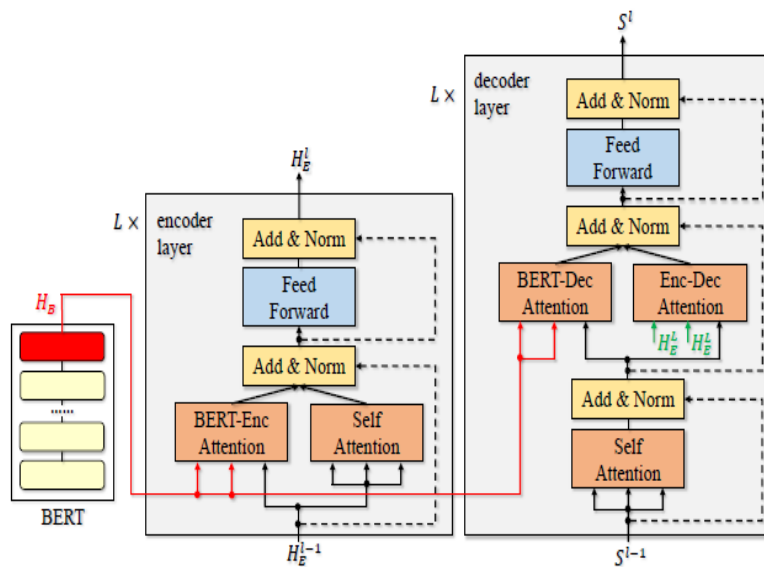 H_B
......
BERT
H_E^l
L ×
encoder
layer
Add & Norm
Feed
Forward
Add & Norm
BERT-Enc
Attention
Self
Attention
H_E^{l-1}
S^l
L ×
decoder
layer
Add & Norm
Feed
Forward
Add & Norm
BERT-Dec
Attention
Enc-Dec
Attention
H_E^L H_E^L
Add & Norm
Self
Attention
S^{l-1}